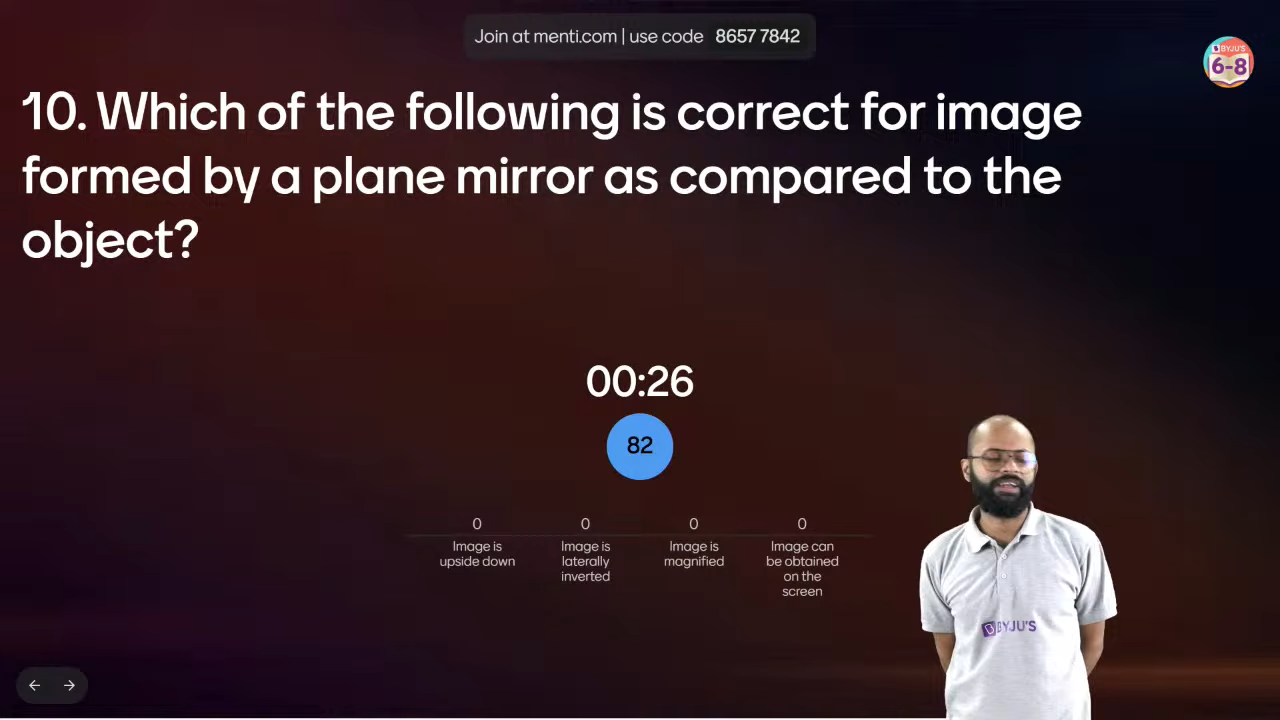 Join at menti.com | use code 8657 7842
BYJU'S
6-8
10. Which of the following is correct for image
formed by a plane mirror as compared to the
object?
00:26
82
0
0
0
0
Image is
upside down
Image is
laterally
inverted
Image is
magnified
Image can
be obtained
on the
screen
BYJU'S